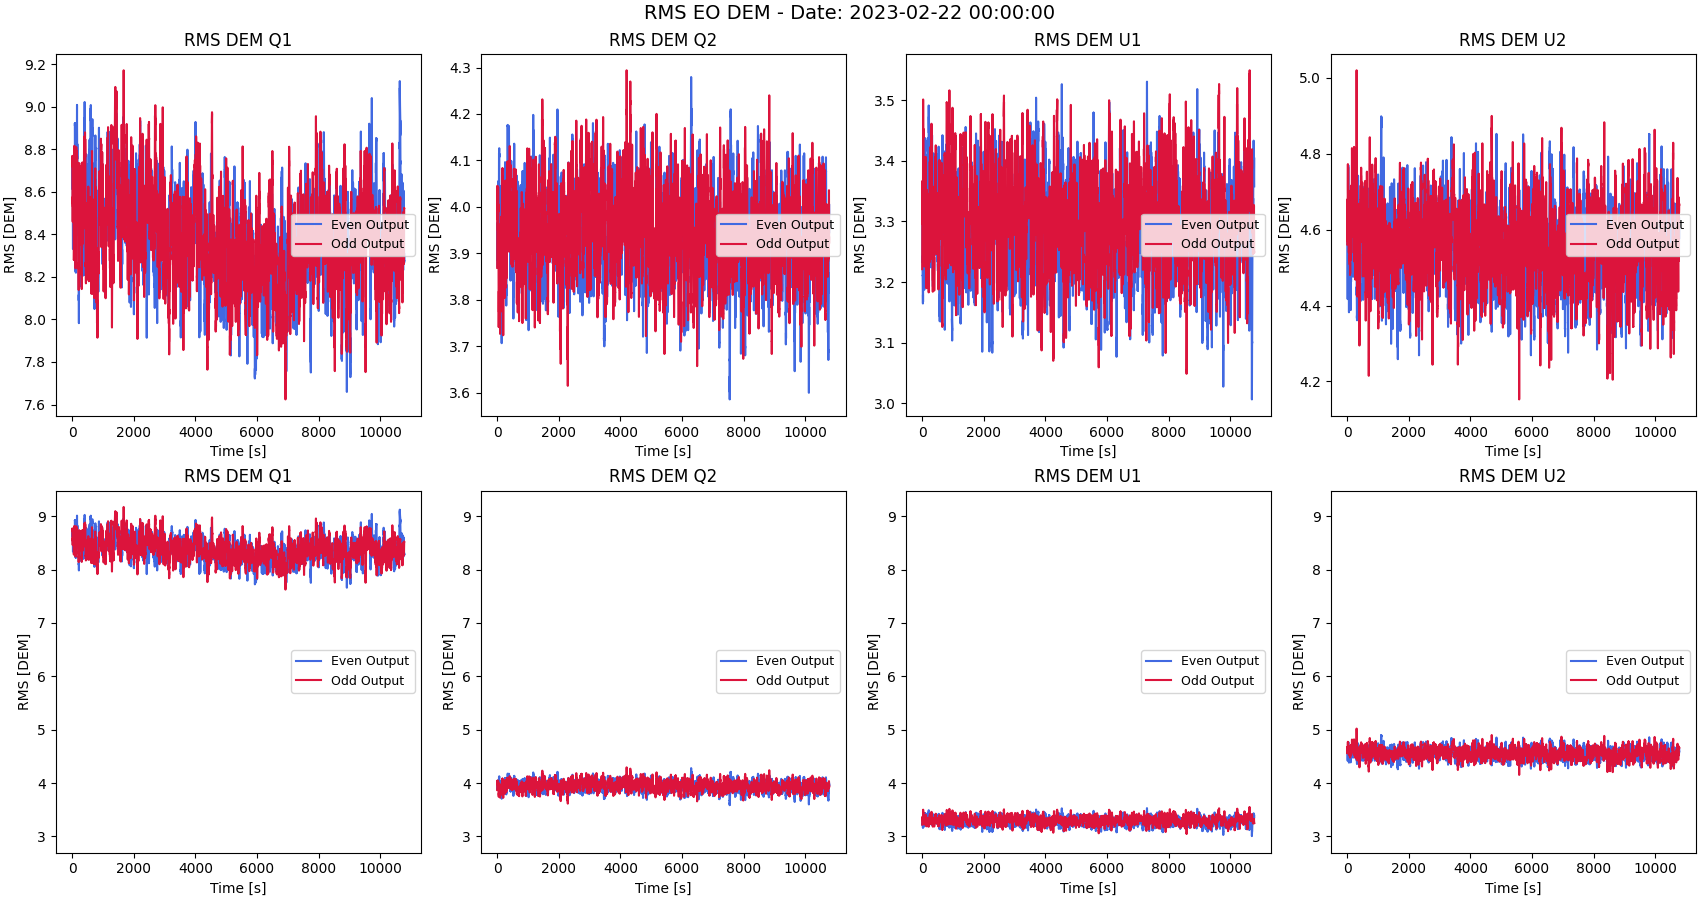 RMS EO DEM - Date: 2023-02-22 00:00:00
RMS DEM Q1
RMS [DEM]
9.2
9.0
8.8
8.6
8.4
8.2
8.0
7.8
7.6
Even Output
Odd Output
0 2000 4000 6000 8000 10000
Time [s]
RMS DEM Q2
RMS [DEM]
4.3
4.2
4.1
4.0
3.9
3.8
3.7
3.6
Even Output
Odd Output
0 2000 4000 6000 8000 10000
Time [s]
RMS DEM U1
RMS [DEM]
3.5
3.4
3.3
3.2
3.1
3.0
Even Output
Odd Output
0 2000 4000 6000 8000 10000
Time [s]
RMS DEM U2
RMS [DEM]
5.0
4.8
4.6
4.4
4.2
Even Output
Odd Output
0 2000 4000 6000 8000 10000
Time [s]
RMS DEM Q1
RMS [DEM]
9
8
7
6
5
4
3
Even Output
Odd Output
0 2000 4000 6000 8000 10000
Time [s]
RMS DEM Q2
RMS [DEM]
9
8
7
6
5
4
3
Even Output
Odd Output
0 2000 4000 6000 8000 10000
Time [s]
RMS DEM U1
RMS [DEM]
9
8
7
6
5
4
3
Even Output
Odd Output
0 2000 4000 6000 8000 10000
Time [s]
RMS DEM U2
RMS [DEM]
9
8
7
6
5
4
3
Even Output
Odd Output
0 2000 4000 6000 8000 10000
Time [s]